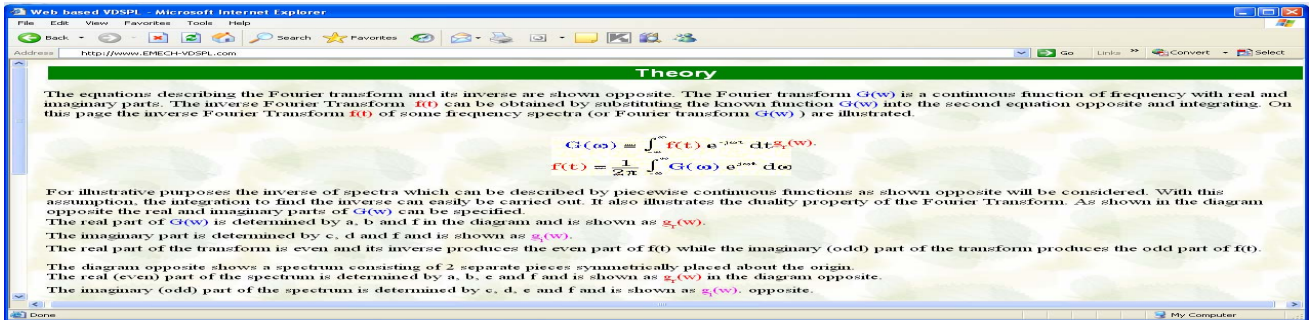 Web based VDSPL - Microsoft Internet Explorer
File Edit View Favorites Tools Help
Back Search Favorites
Address http://www.EMECH-VDSPL.com Go Links » Convert Select
Theory
The equations describing the Fourier transform and its inverse are shown opposite. The Fourier transform G(w) is a continuous function of frequency with real and
imaginary parts. The inverse Fourier Transform f(t) can be obtained by substituting the known function G(w) into the second equation opposite and integrating. On
this page the inverse Fourier Transform f(t) of some frequency spectra (or Fourier transform G(w) ) are illustrated.
G(ω) = ∫_-∞^∞ f(t) e^-jωt dt g_r(w).
f(t) = 1/2π ∫_∞^∞ G(ω) e^jωt dω
For illustrative purposes the inverse of spectra which can be described by piecewise continuous functions as shown opposite will be considered. With this
assumption, the integration to find the inverse can easily be carried out. It also illustrates the duality property of the Fourier Transform. As shown in the diagram
opposite the real and imaginary parts of G(w) can be specified.
The real part of G(w) is determined by a, b and f in the diagram and is shown as g_r(w).
The imaginary part is determined by c, d and f and is shown as g_i(w).
The real part of the transform is even and its inverse produces the even part of f(t) while the imaginary (odd) part of the transform produces the odd part of f(t).
The diagram opposite shows a spectrum consisting of 2 separate pieces symmetrically placed about the origin.
The real (even) part of the spectrum is determined by a, b, e and f and is shown as g_r(w) in the diagram opposite.
The imaginary (odd) part of the spectrum is determined by c, d, e and f and is shown as g_i(w). opposite.
Done My Computer